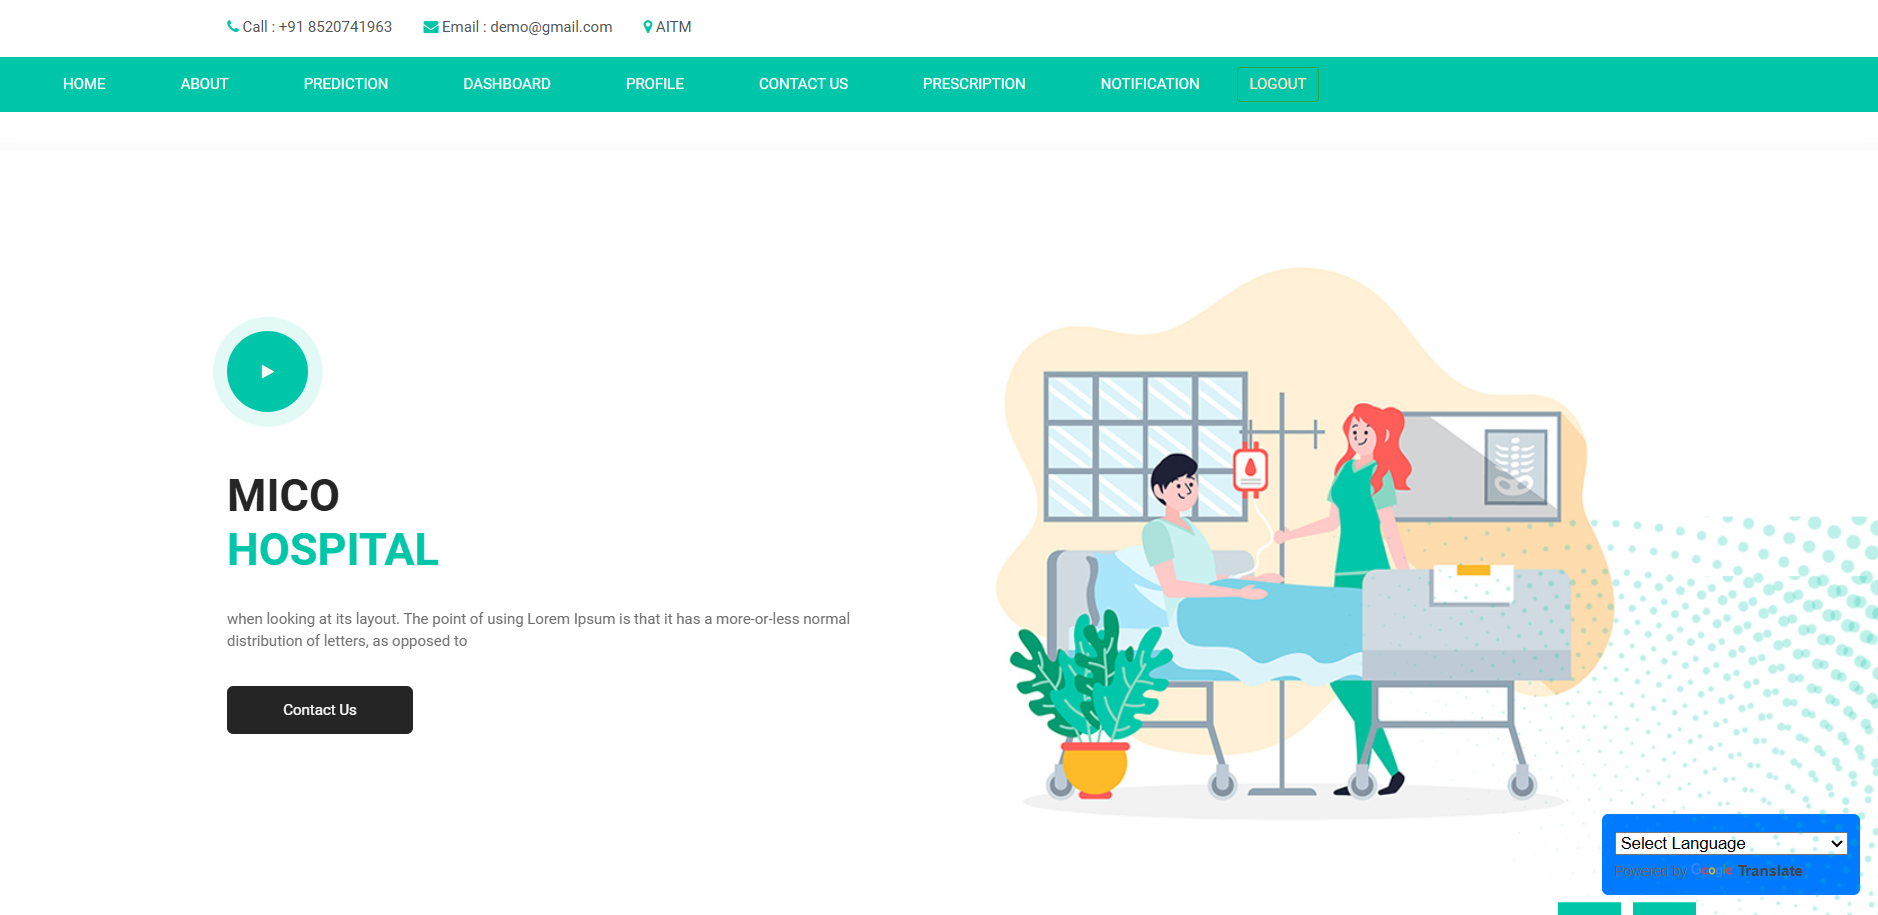 Call : +91 8520741963 Email : demo@gmail.com AITM
HOME ABOUT PREDICTION DASHBOARD PROFILE CONTACT US PRESCRIPTION NOTIFICATION LOGOUT
MICO
HOSPITAL
when looking at its layout. The point of using Lorem Ipsum is that it has a more-or-less normal
distribution of letters, as opposed to
Contact Us
Select Language
Powered by Google Translate